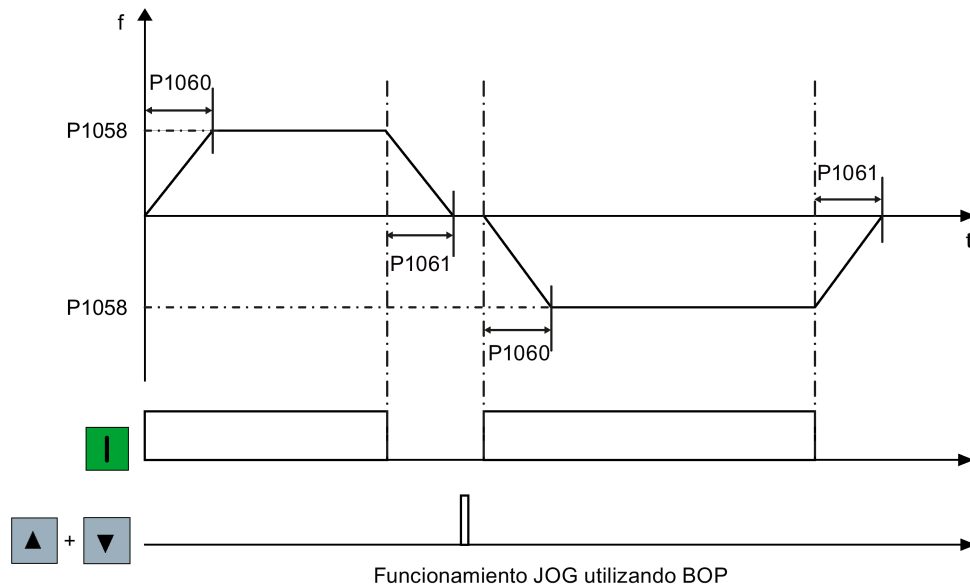 f
P1060
P1058
P1061
P1061
t
P1058
P1060
+
Funcionamiento JOG utilizando BOP